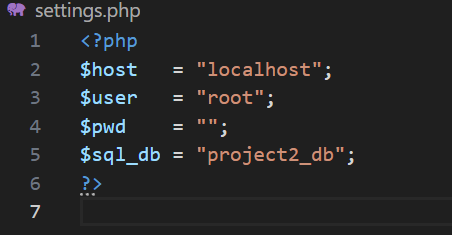 settings.php
1 <?php
2 $host   = "localhost";
3 $user   = "root";
4 $pwd    = "";
5 $sql_db = "project2_db";
6 ?>
7